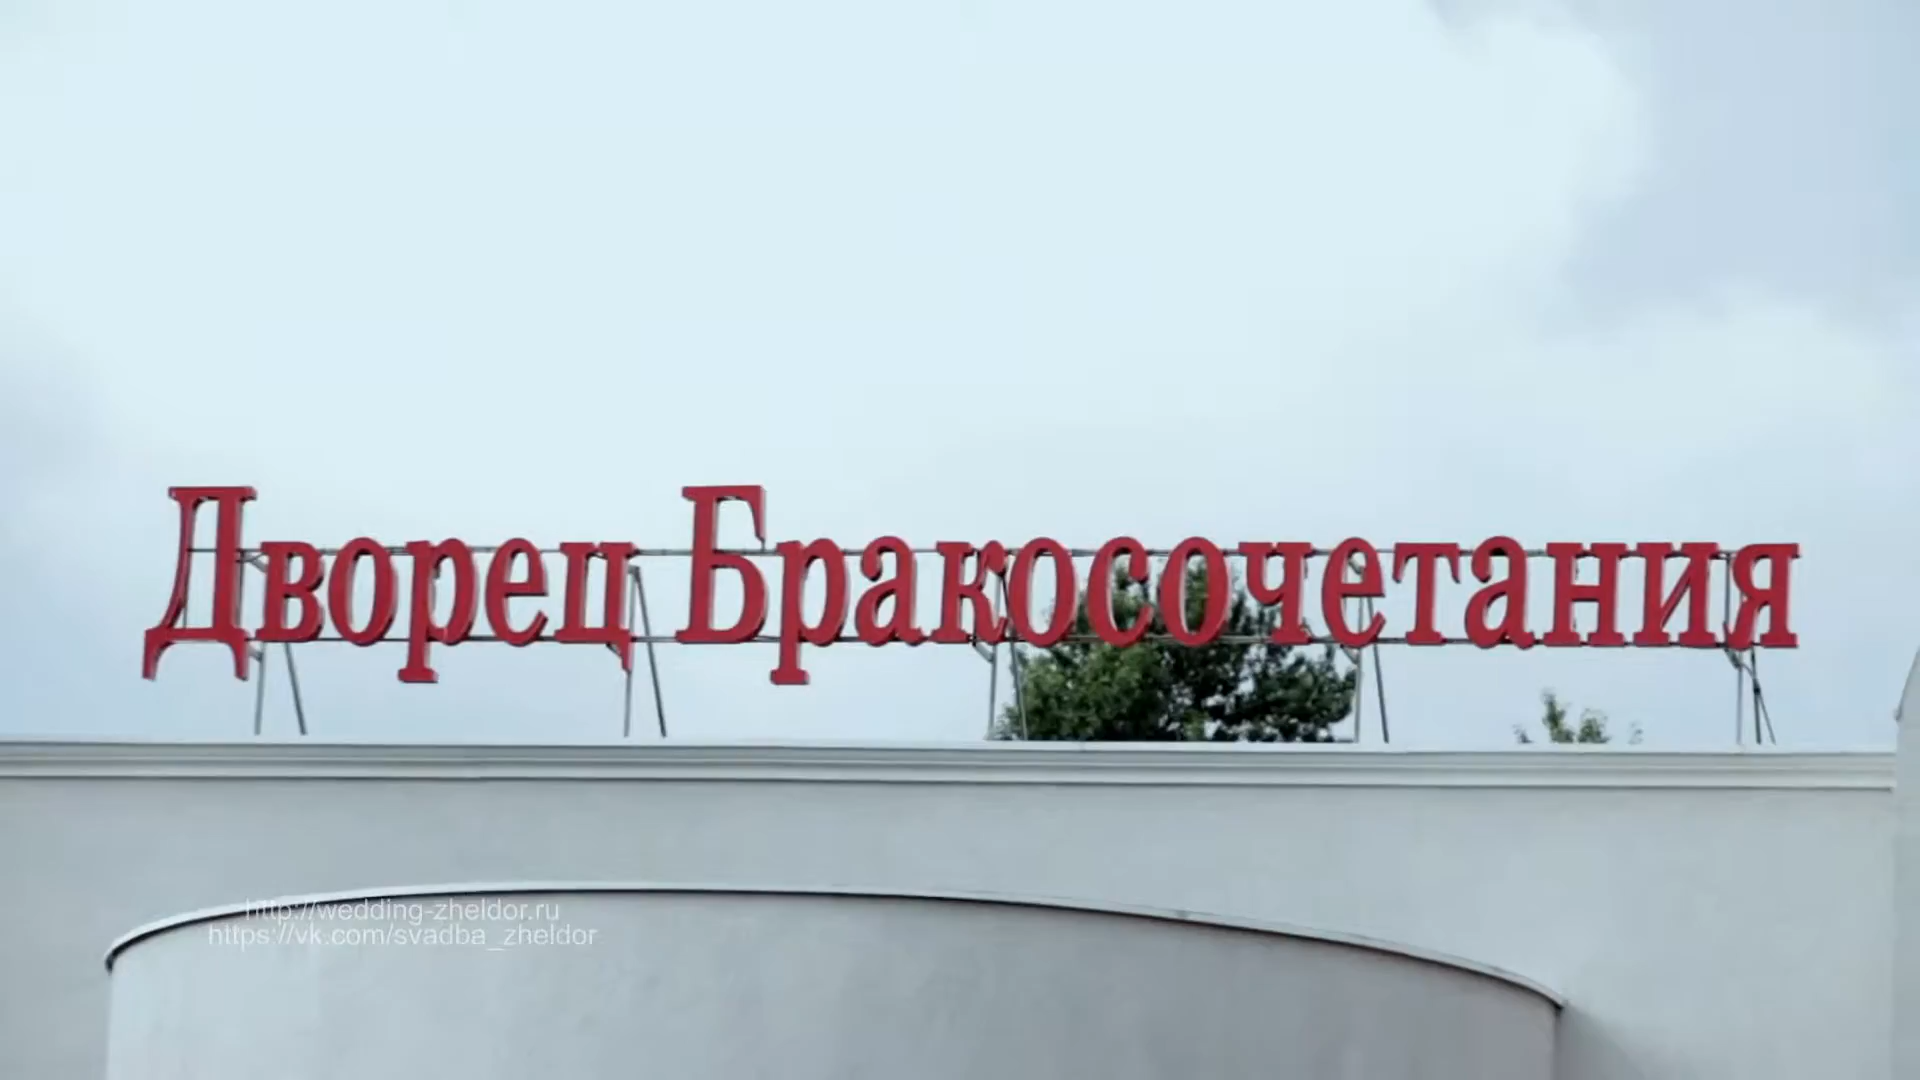 Дворец Бракосочетания
http://wedding-zheldor.ru
https://vk.com/svadba_zheldor